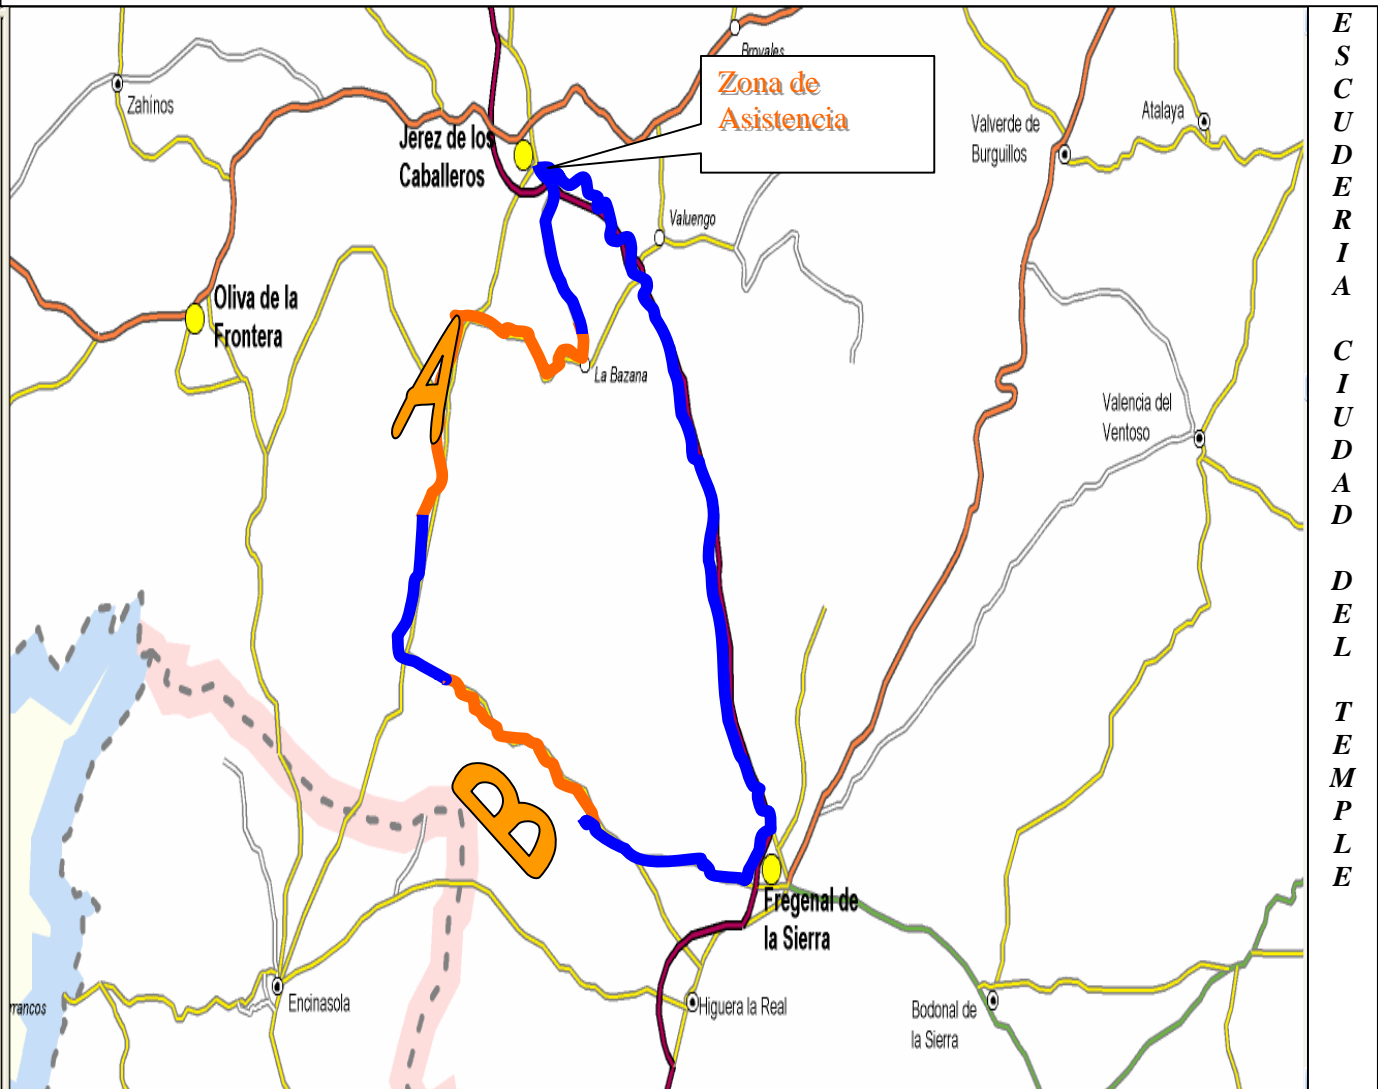 Brovales
Zona de
Asistencia
Zahinos
Jerez de los
Caballeros
Valverde de
Burguillos
Atalaya
Valuengo
Oliva de la
Frontera
La Bazana
A
Valencia del
Ventoso
B
Fregenal de
la Sierra
Encinasola
Higuera la Real
Bodonal de
la Sierra
rrancos
E
S
C
U
D
E
R
I
A
C
I
U
D
A
D
D
E
L
T
E
M
P
L
E